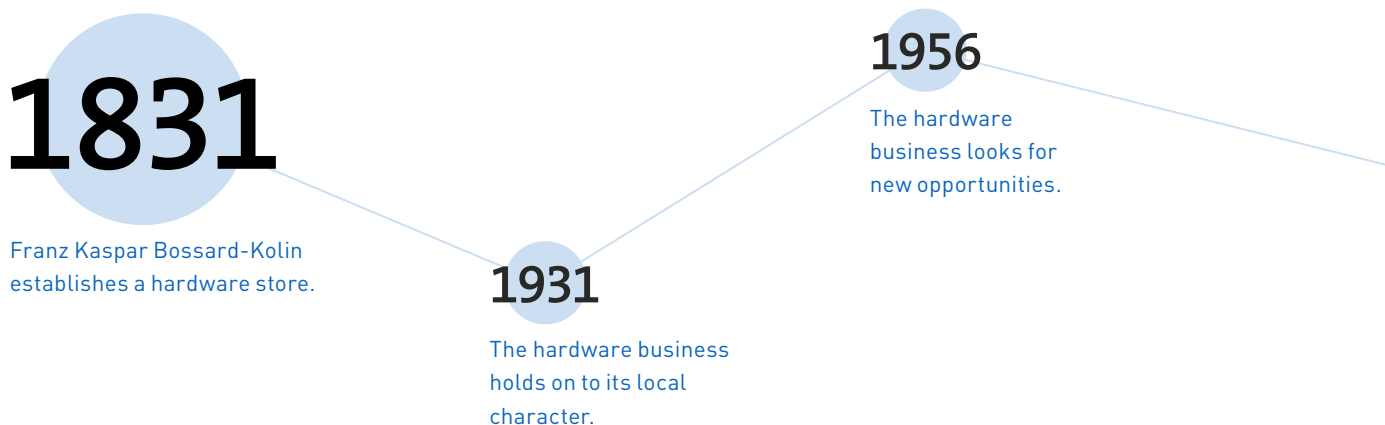 1831
Franz Kaspar Bossard-Kolin
establishes a hardware store.
1931
The hardware business
holds on to its local
character.
1956
The hardware
business looks for
new opportunities.